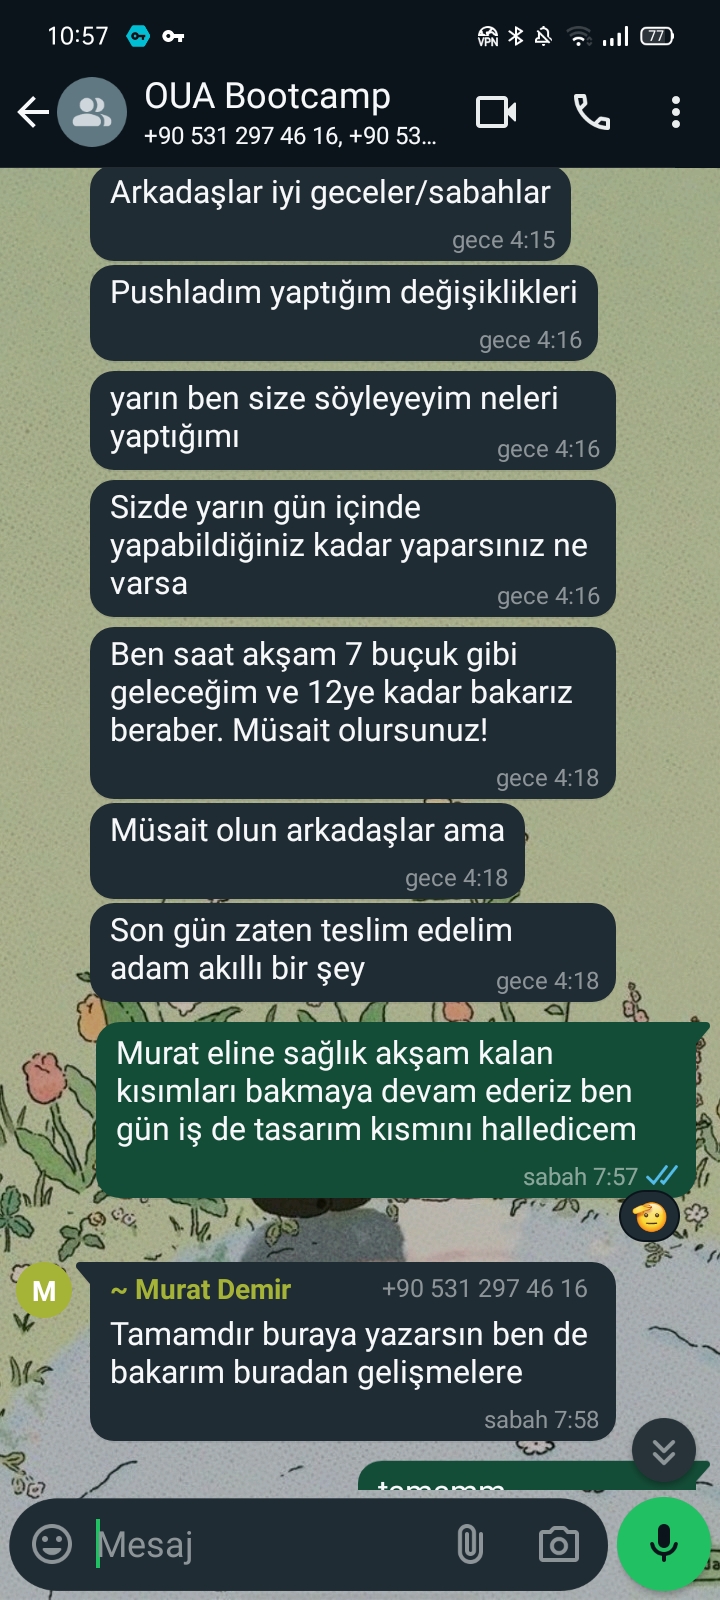 10:57
VPN
77
OUA Bootcamp
+90 531 297 46 16, +90 53...
Arkadaşlar iyi geceler/sabahlar
gece 4:15
Pushladım yaptığım değişiklikleri
gece 4:16
yarın ben size söyleyeyim neleri
yaptığımı
gece 4:16
Sizde yarın gün içinde
yapabildiğiniz kadar yaparsınız ne
varsa
gece 4:16
Ben saat akşam 7 buçuk gibi
geleceğim ve 12ye kadar bakarız
beraber. Müsait olursunuz!
gece 4:18
Müsait olun arkadaşlar ama
gece 4:18
Son gün zaten teslim edelim
adam akıllı bir şey
gece 4:18
Murat eline sağlık akşam kalan
kısımları bakmaya devam ederiz ben
gün iş de tasarım kısmını halledicem
sabah 7:57
M
~ Murat Demir +90 531 297 46 16
Tamamdır buraya yazarsın ben de
bakarım buradan gelişmelere
sabah 7:58
tamamm
Mesaj